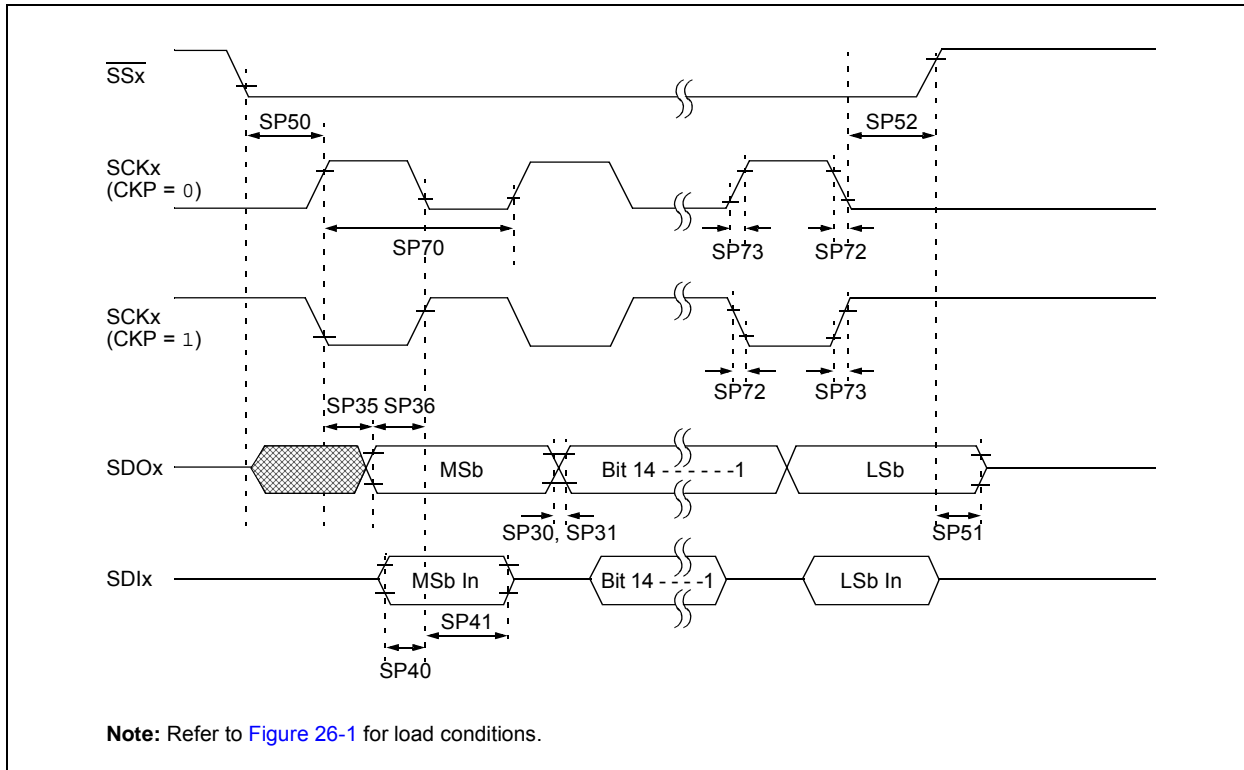 SSx
SP50
SP52
SCKx
(CKP = 0)
SP70
SP73
SP72
SCKx
(CKP = 1)
SP72
SP73
SP35
SP36
SDOx
MSb
Bit 14 - - - - - -1
LSb
SP30, SP31
SP51
SDIx
MSb In
Bit 14 - - - -1
LSb In
SP41
SP40
Note: Refer to Figure 26-1 for load conditions.